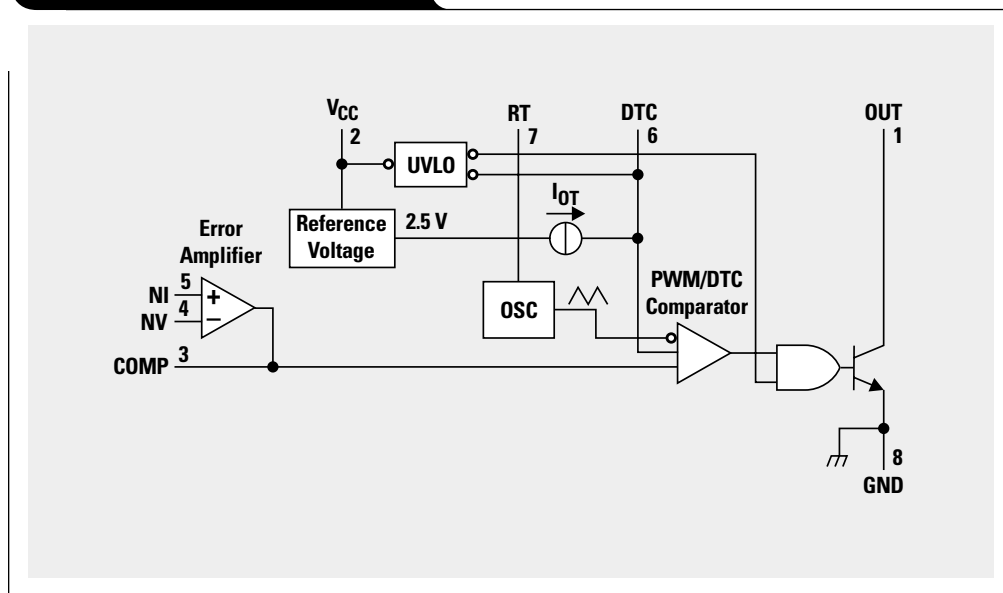 VCC
2
RT
7
DTC
6
OUT
1
UVLO
IOT
Reference
Voltage
2.5 V
Error
Amplifier
NI 5 +
NV 4 –
OSC
PWM/DTC
Comparator
COMP 3
8
GND